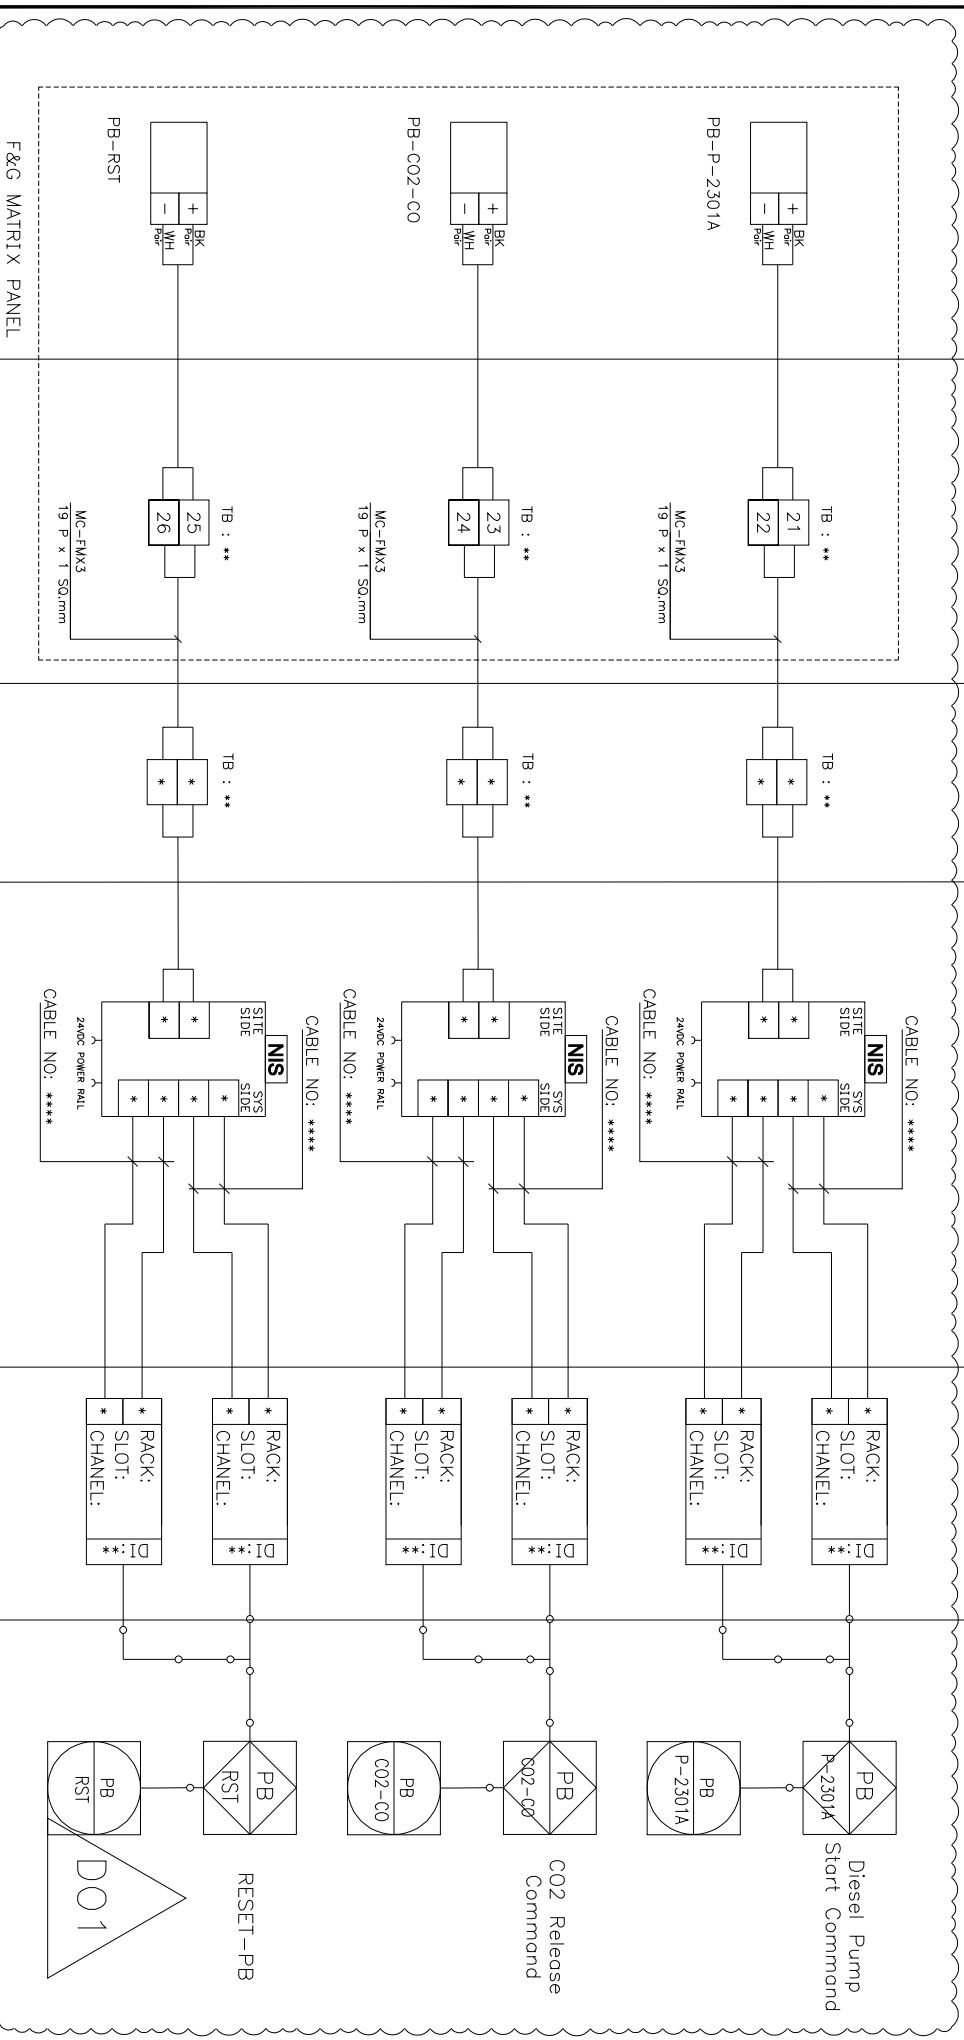 PB-P-2301A
+
-
BK
Pair
WH
Pair
TB : **
21
22
MC-FMX3
19 P x 1 SQ.mm
TB : **
*
*
CABLE NO: ****
NIS
SITE
SIDE
SYS
SIDE
*
*
*
*
*
*
24VDC POWER RAIL
CABLE NO: ****
*
*
RACK:
SLOT:
CHANEL:
DI:**
*
*
RACK:
SLOT:
CHANEL:
DI:**
PB
P-2301A
PB
P-2301A
Diesel Pump
Start Command
PB-CO2-CO
+
-
BK
Pair
WH
Pair
TB : **
23
24
MC-FMX3
19 P x 1 SQ.mm
TB : **
*
*
CABLE NO: ****
NIS
SITE
SIDE
SYS
SIDE
*
*
*
*
*
*
24VDC POWER RAIL
CABLE NO: ****
*
*
RACK:
SLOT:
CHANEL:
DI:**
*
*
RACK:
SLOT:
CHANEL:
DI:**
PB
CO2-CO
PB
CO2-CO
CO2 Release
Command
PB-RST
+
-
BK
Pair
WH
Pair
TB : **
25
26
MC-FMX3
19 P x 1 SQ.mm
TB : **
*
*
CABLE NO: ****
NIS
SITE
SIDE
SYS
SIDE
*
*
*
*
*
*
24VDC POWER RAIL
CABLE NO: ****
*
*
RACK:
SLOT:
CHANEL:
DI:**
*
*
RACK:
SLOT:
CHANEL:
DI:**
PB
RST
PB
RST
RESET-PB
D01
F&G MATRIX PANEL